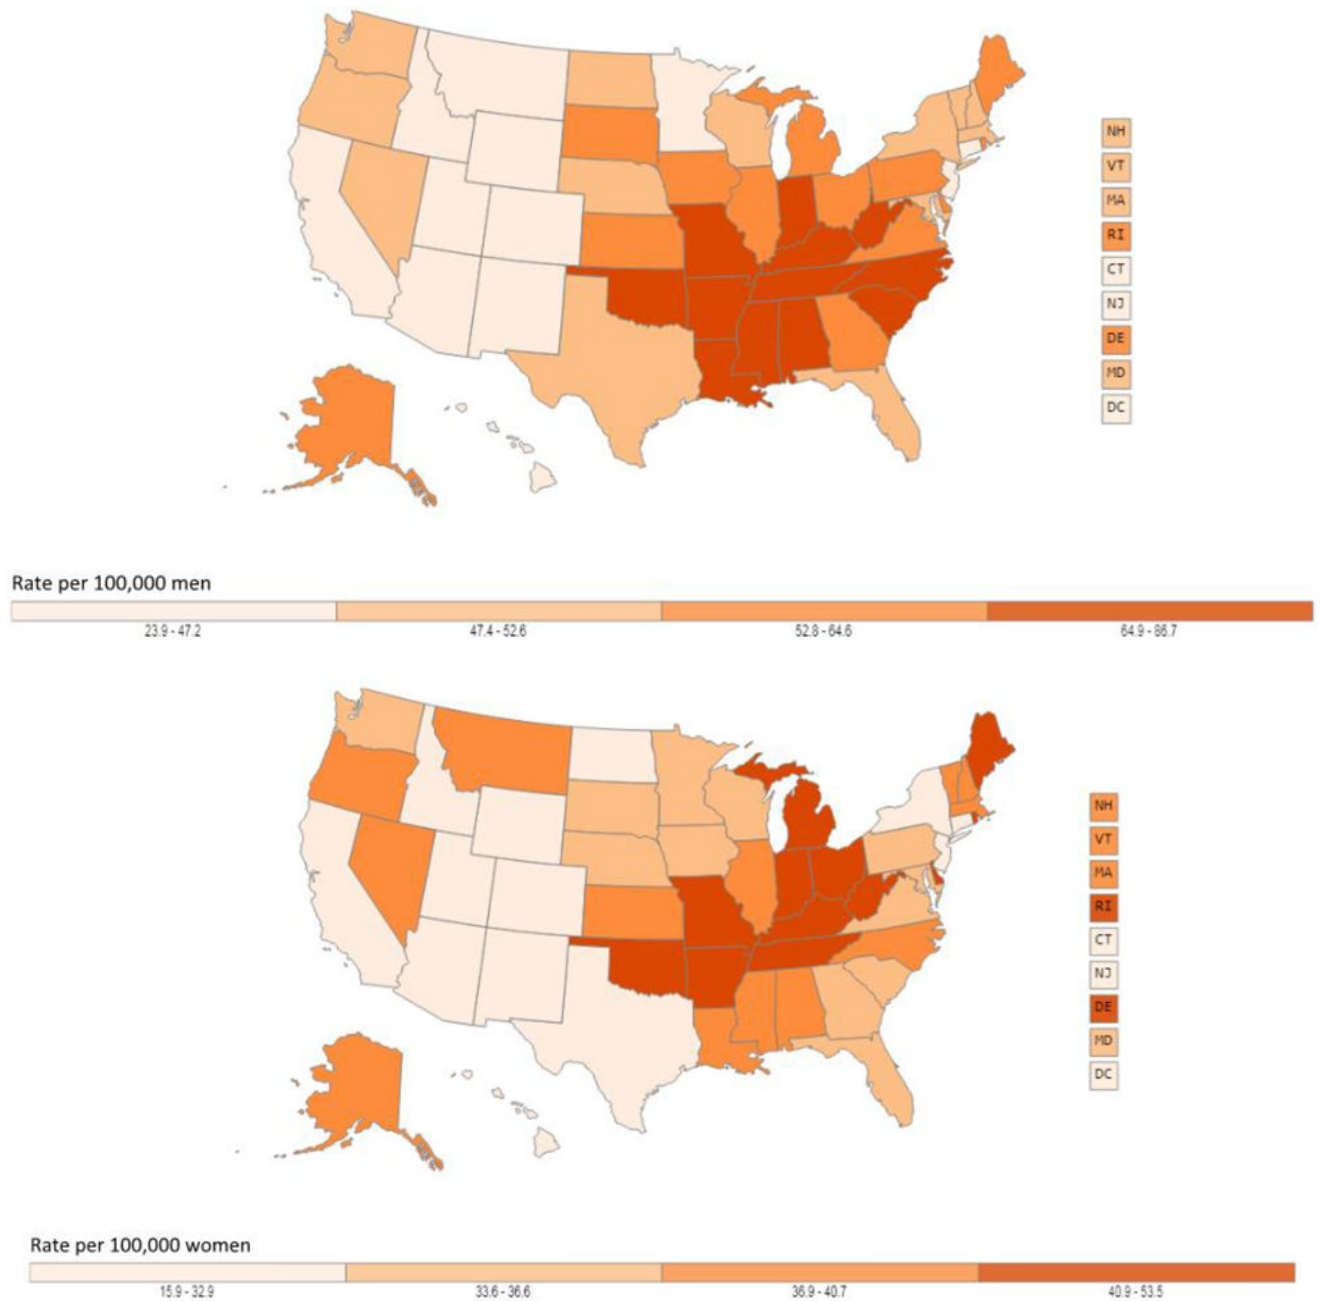 NH
VT
MA
RI
CT
NJ
DE
MD
DC
Rate per 100,000 men
23.9 - 47.2 47.4 - 52.6 52.8 - 64.6 64.9 - 86.7
NH
VT
MA
RI
CT
NJ
DE
MD
DC
Rate per 100,000 women
15.9 - 32.9 33.6 - 36.6 36.9 - 40.7 40.9 - 53.5